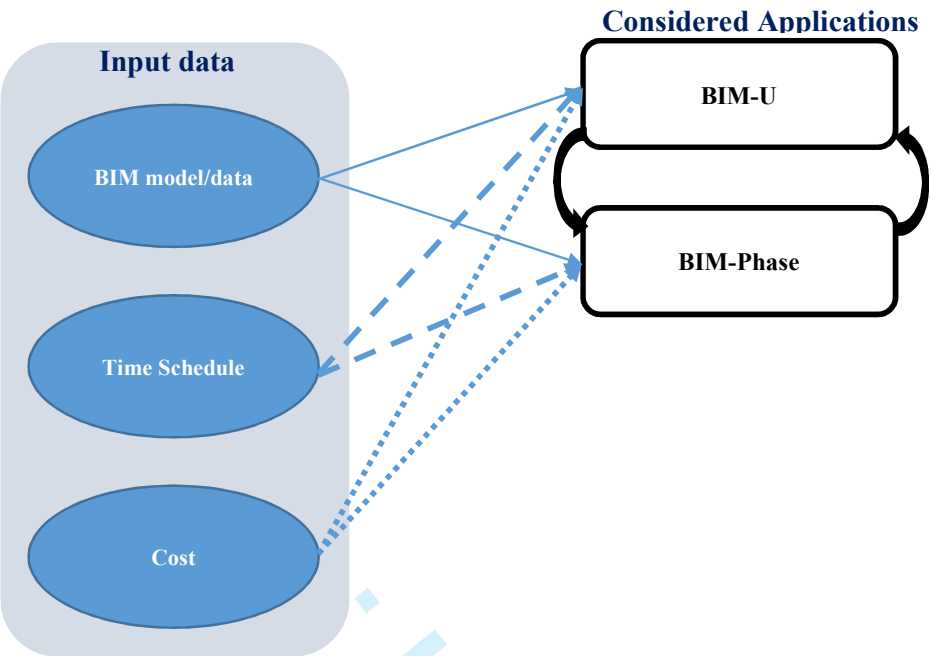 Considered Applications
Input data
BIM-U
BIM model/data
BIM-Phase
Time Schedule
Cost